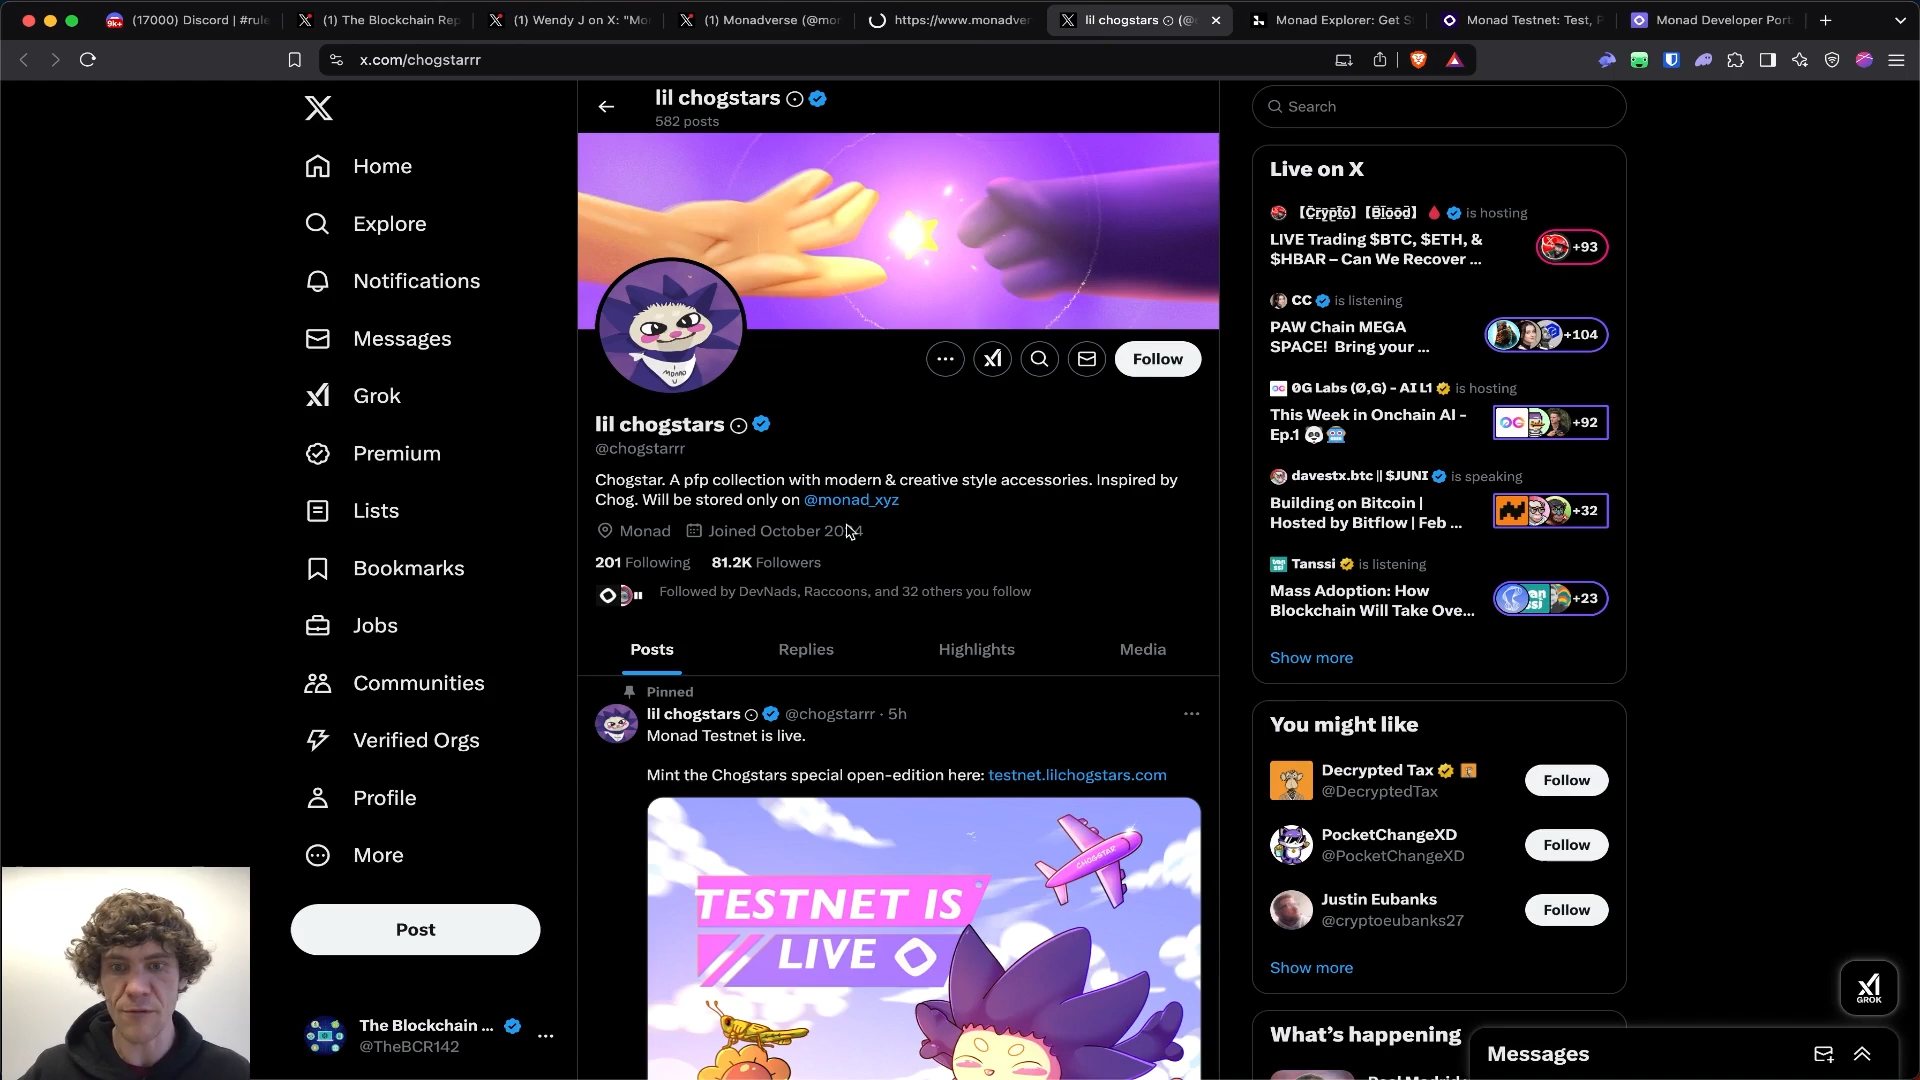 (17000) Discord | #rule
(1) The Blockchain Rep
(1) Wendy J on X: "Mo
(1) Monadverse (@mon
https://www.monadver
lil chogstars ⊙ (@c
Monad Explorer: Get S
Monad Testnet: Test, P
Monad Developer Port
x.com/chogstarrr
lil chogstars ⊙
582 posts
Search
Home
Explore
Notifications
Messages
Grok
Premium
Lists
Bookmarks
Jobs
Communities
Verified Orgs
Profile
More
Post
The Blockchain ...
@TheBCR142
MONAD
Follow
lil chogstars ⊙
@chogstarrr
Chogstar. A pfp collection with modern & creative style accessories. Inspired by
Chog. Will be stored only on @monad_xyz
Monad Joined October
201 Following 81.2K Followers
Followed by DevNads, Raccoons, and 32 others you follow
Posts Replies Highlights Media
Pinned
lil chogstars ⊙ @chogstarrr · 5h
Monad Testnet is live.
Mint the Chogstars special open-edition here: testnet.lilchogstars.com
CHOGSTAR
TESTNET IS
LIVE
Live on X
【Crypto】【Blood】 🩸 is hosting
LIVE Trading $BTC, $ETH, &
$HBAR – Can We Recover ...
+93
CC is listening
PAW Chain MEGA
SPACE! Bring your ...
+104
0G Labs (Ø,G) - AI L1 is hosting
This Week in Onchain AI -
Ep.1 🐼🤖
+92
davestx.btc || $JUNI is speaking
Building on Bitcoin |
Hosted by Bitflow | Feb ...
+32
Tanssi is listening
Mass Adoption: How
Blockchain Will Take Ove...
+23
Show more
You might like
Decrypted Tax
@DecryptedTax
Follow
PocketChangeXD
@PocketChangeXD
Follow
Justin Eubanks
@cryptoeubanks27
Follow
Show more
What's happening
GROK
Messages